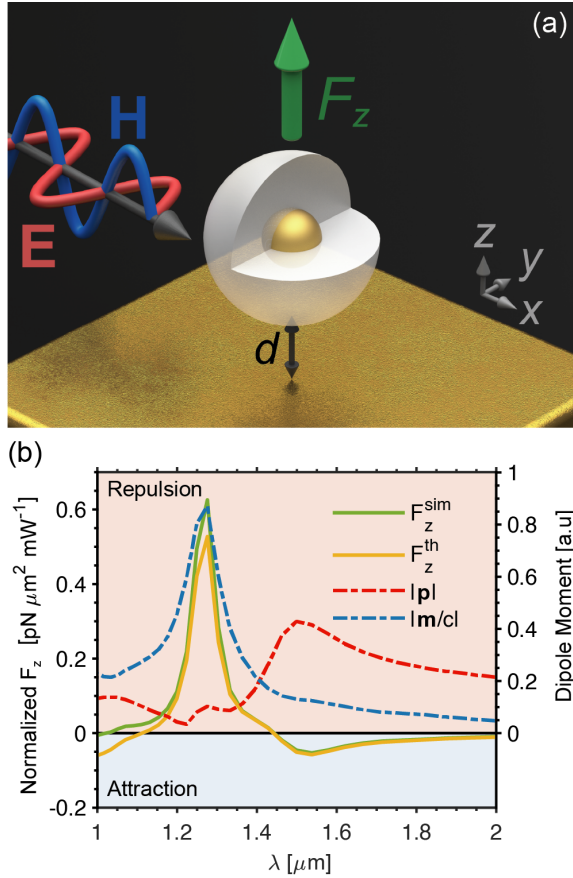 (a)
H
E
F_z
d
z
y
x
(b)
Repulsion
Attraction
F_z^sim
F_z^th
|p|
|m/c|
Normalized F_z [pN μm² mW⁻¹]
0.6
0.4
0.2
0
-0.2
Dipole Moment [a.u]
1
0.8
0.6
0.4
0.2
0
1 1.2 1.4 1.6 1.8 2
λ [μm]